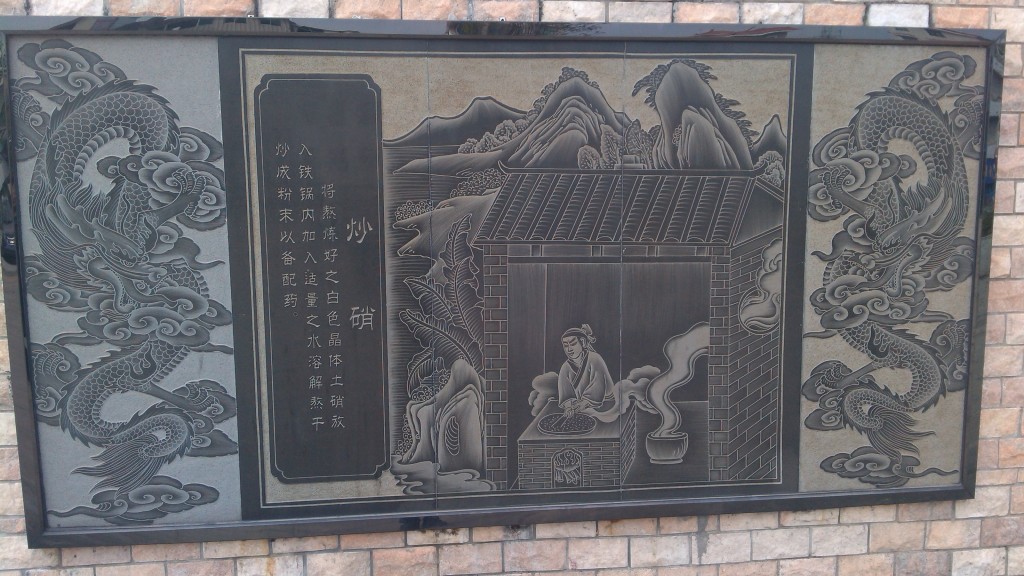 炒硝
将熬炼好之白色晶体土硝放
入铁锅内加入适量之水溶解熬干
炒成粉末以备配药